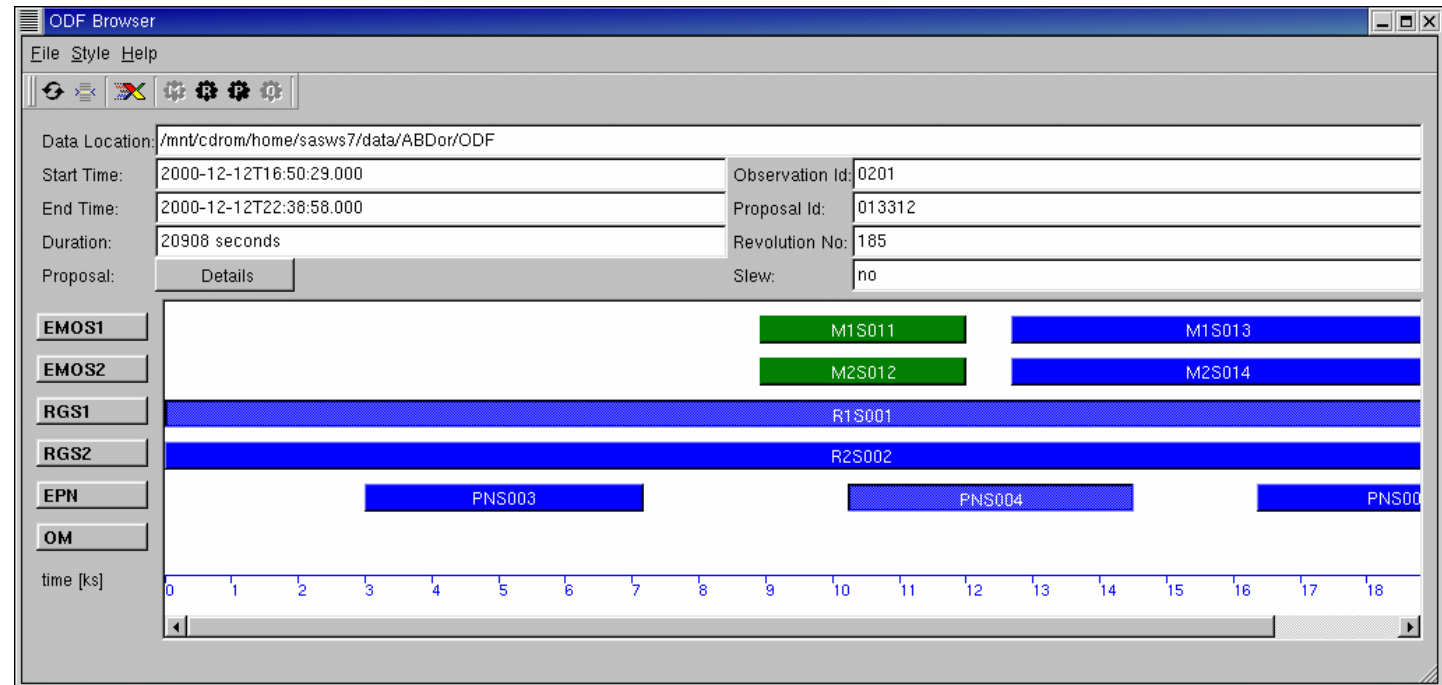 ODF Browser
File Style Help
M R P O
Data Location: /mnt/cdrom/home/sasws7/data/ABDor/ODF
Start Time: 2000-12-12T16:50:29.000 Observation Id: 0201
End Time: 2000-12-12T22:38:58.000 Proposal Id: 013312
Duration: 20908 seconds Revolution No: 185
Proposal: Details Slew: no
EMOS1 M1S011 M1S013
EMOS2 M2S012 M2S014
RGS1 R1S001
RGS2 R2S002
EPN PNS003 PNS004 PNS00
OM
time [ks] 0 1 2 3 4 5 6 7 8 9 10 11 12 13 14 15 16 17 18